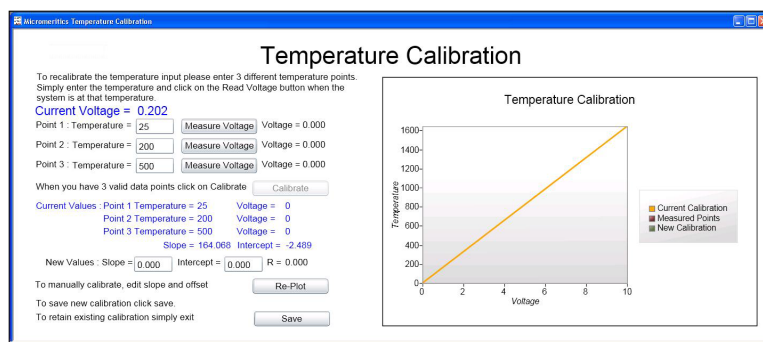 Micromeritics Temperature Calibration
Temperature Calibration
To recalibrate the temperature input please enter 3 different temperature points.
Simply enter the temperature and click on the Read Voltage button when the
system is at that temperature.
Current Voltage = 0.202
Point 1 : Temperature = 25 Measure Voltage Voltage = 0.000
Point 2 : Temperature = 200 Measure Voltage Voltage = 0.000
Point 3 : Temperature = 500 Measure Voltage Voltage = 0.000
When you have 3 valid data points click on Calibrate Calibrate
Current Values : Point 1 Temperature = 25 Voltage = 0
Point 2 Temperature = 200 Voltage = 0
Point 3 Temperature = 500 Voltage = 0
Slope = 164.068 Intercept = -2.489
New Values : Slope = 0.000 Intercept = 0.000 R = 0.000
To manually calibrate, edit slope and offset Re-Plot
To save new calibration click save.
To retain existing calibration simply exit Save
Temperature Calibration
1600
1400
1200
1000
800
600
400
200
0
Temperature
0 2 4 6 8 10
Voltage
Current Calibration
Measured Points
New Calibration